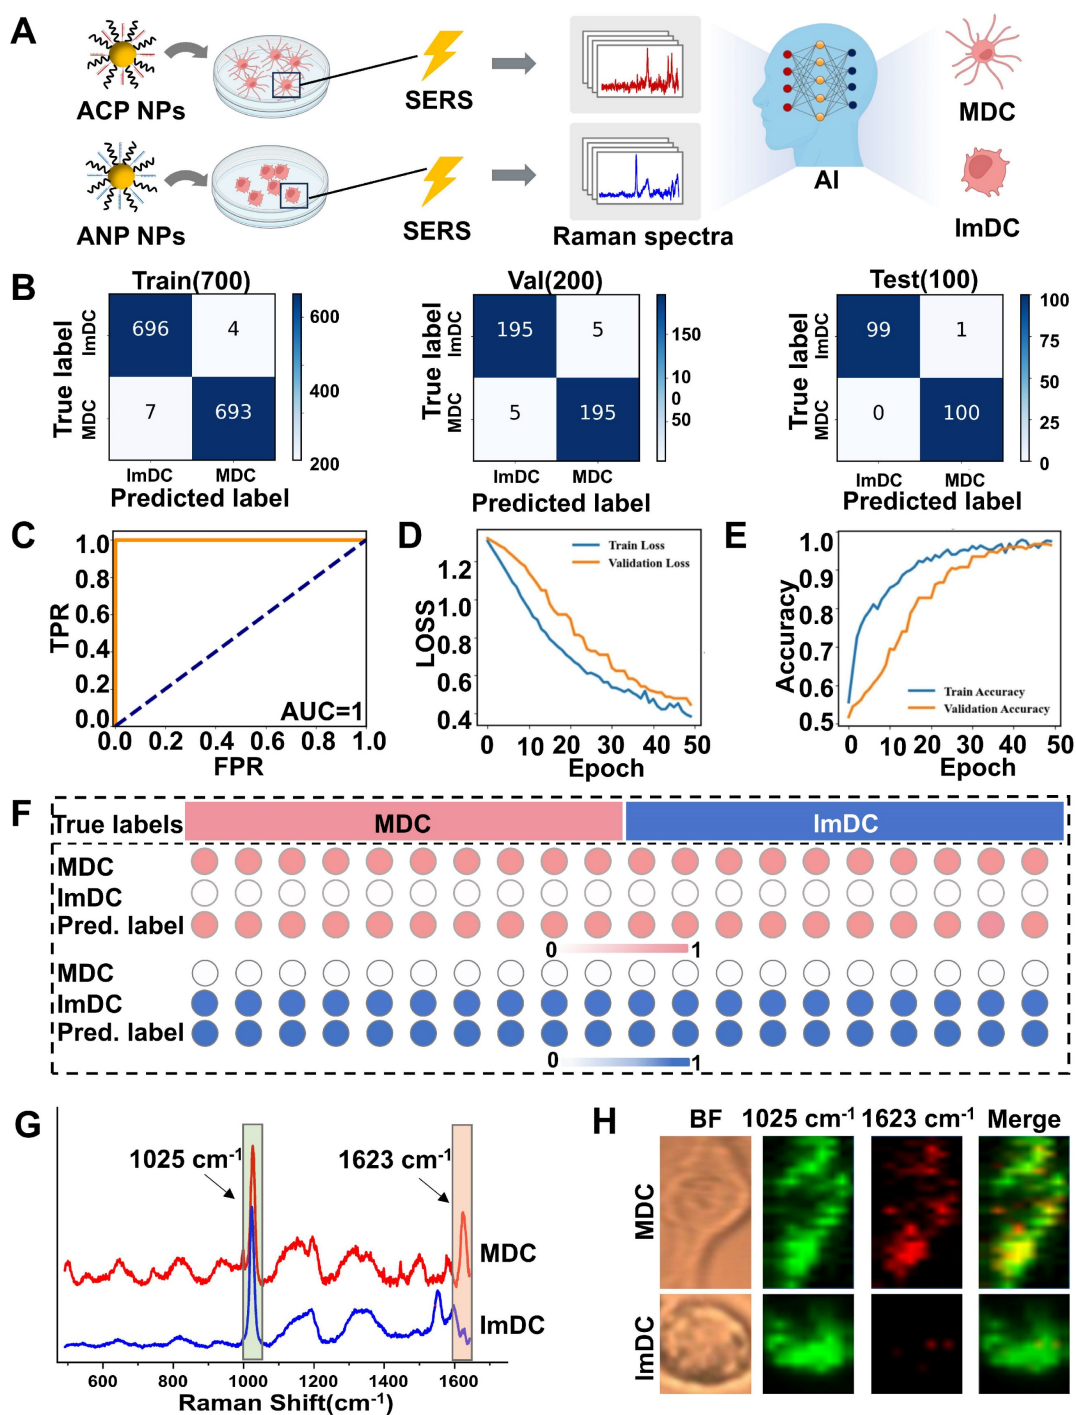 A
ACP NPs
SERS
ANP NPs
SERS
Raman spectra
AI
MDC
ImDC
B
Train(700)
True label
ImDC
MDC
696 4
7 693
ImDC MDC
Predicted label
600
400
200
Val(200)
True label
ImDC
MDC
195 5
5 195
ImDC MDC
Predicted label
150
10
0
50
0
Test(100)
True label
ImDC
MDC
99 1
0 100
ImDC MDC
Predicted label
100
75
50
25
0
C
TPR
1.0
0.8
0.6
0.4
0.2
0.0
AUC=1
0.0 0.2 0.4 0.6 0.8 1.0
FPR
D
LOSS
1.2
1.0
0.8
0.6
0.4
Train Loss
Validation Loss
0 10 20 30 40 50
Epoch
E
Accuracy
1.0
0.9
0.8
0.7
0.6
0.5
Train Accuracy
Validation Accuracy
0 10 20 30 40 50
Epoch
F
True labels MDC ImDC
MDC
ImDC
Pred. label
0 1
MDC
ImDC
Pred. label
0 1
G
1025 cm-1
1623 cm-1
MDC
ImDC
600 800 1000 1200 1400 1600
Raman Shift(cm-1)
H
BF 1025 cm-1 1623 cm-1 Merge
MDC
ImDC